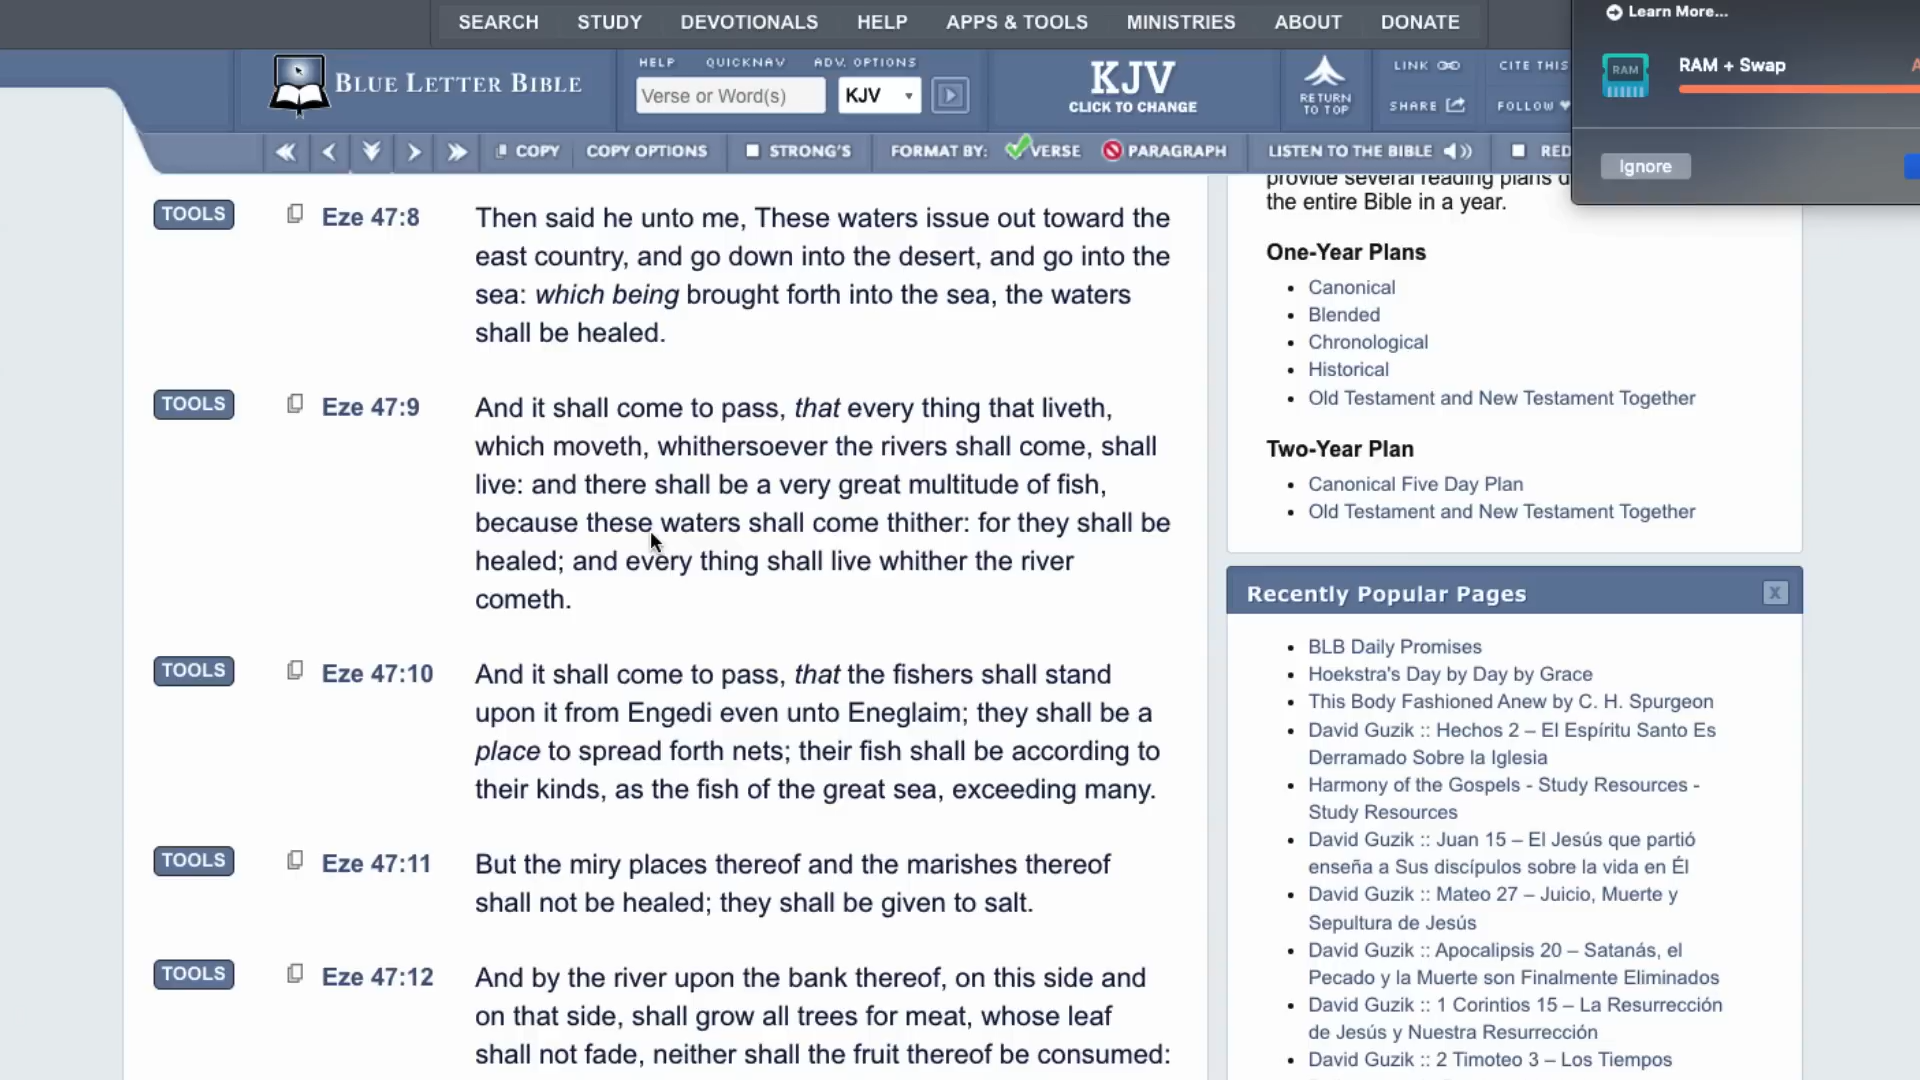 SEARCH STUDY DEVOTIONALS HELP APPS & TOOLS MINISTRIES ABOUT DONATE
Learn More...
RAM
RAM + Swap
Ignore
BLUE LETTER BIBLE
HELP QUICKNAV ADV. OPTIONS
Verse or Word(s) KJV
KJV
CLICK TO CHANGE
RETURN
TO TOP
LINK CITE THIS
SHARE FOLLOW
COPY COPY OPTIONS STRONG'S FORMAT BY: VERSE PARAGRAPH LISTEN TO THE BIBLE RED
TOOLS Eze 47:8 Then said he unto me, These waters issue out toward the
east country, and go down into the desert, and go into the
sea: which being brought forth into the sea, the waters
shall be healed.
TOOLS Eze 47:9 And it shall come to pass, that every thing that liveth,
which moveth, whithersoever the rivers shall come, shall
live: and there shall be a very great multitude of fish,
because these waters shall come thither: for they shall be
healed; and every thing shall live whither the river
cometh.
TOOLS Eze 47:10 And it shall come to pass, that the fishers shall stand
upon it from Engedi even unto Eneglaim; they shall be a
place to spread forth nets; their fish shall be according to
their kinds, as the fish of the great sea, exceeding many.
TOOLS Eze 47:11 But the miry places thereof and the marishes thereof
shall not be healed; they shall be given to salt.
TOOLS Eze 47:12 And by the river upon the bank thereof, on this side and
on that side, shall grow all trees for meat, whose leaf
shall not fade, neither shall the fruit thereof be consumed:
provide several reading plans
the entire Bible in a year.
One-Year Plans
• Canonical
• Blended
• Chronological
• Historical
• Old Testament and New Testament Together
Two-Year Plan
• Canonical Five Day Plan
• Old Testament and New Testament Together
Recently Popular Pages X
• BLB Daily Promises
• Hoekstra's Day by Day by Grace
• This Body Fashioned Anew by C. H. Spurgeon
• David Guzik :: Hechos 2 – El Espíritu Santo Es
Derramado Sobre la Iglesia
• Harmony of the Gospels - Study Resources -
Study Resources
• David Guzik :: Juan 15 – El Jesús que partió
enseña a Sus discípulos sobre la vida en Él
• David Guzik :: Mateo 27 – Juicio, Muerte y
Sepultura de Jesús
• David Guzik :: Apocalipsis 20 – Satanás, el
Pecado y la Muerte son Finalmente Eliminados
• David Guzik :: 1 Corintios 15 – La Resurrección
de Jesús y Nuestra Resurrección
• David Guzik :: 2 Timoteo 3 – Los Tiempos